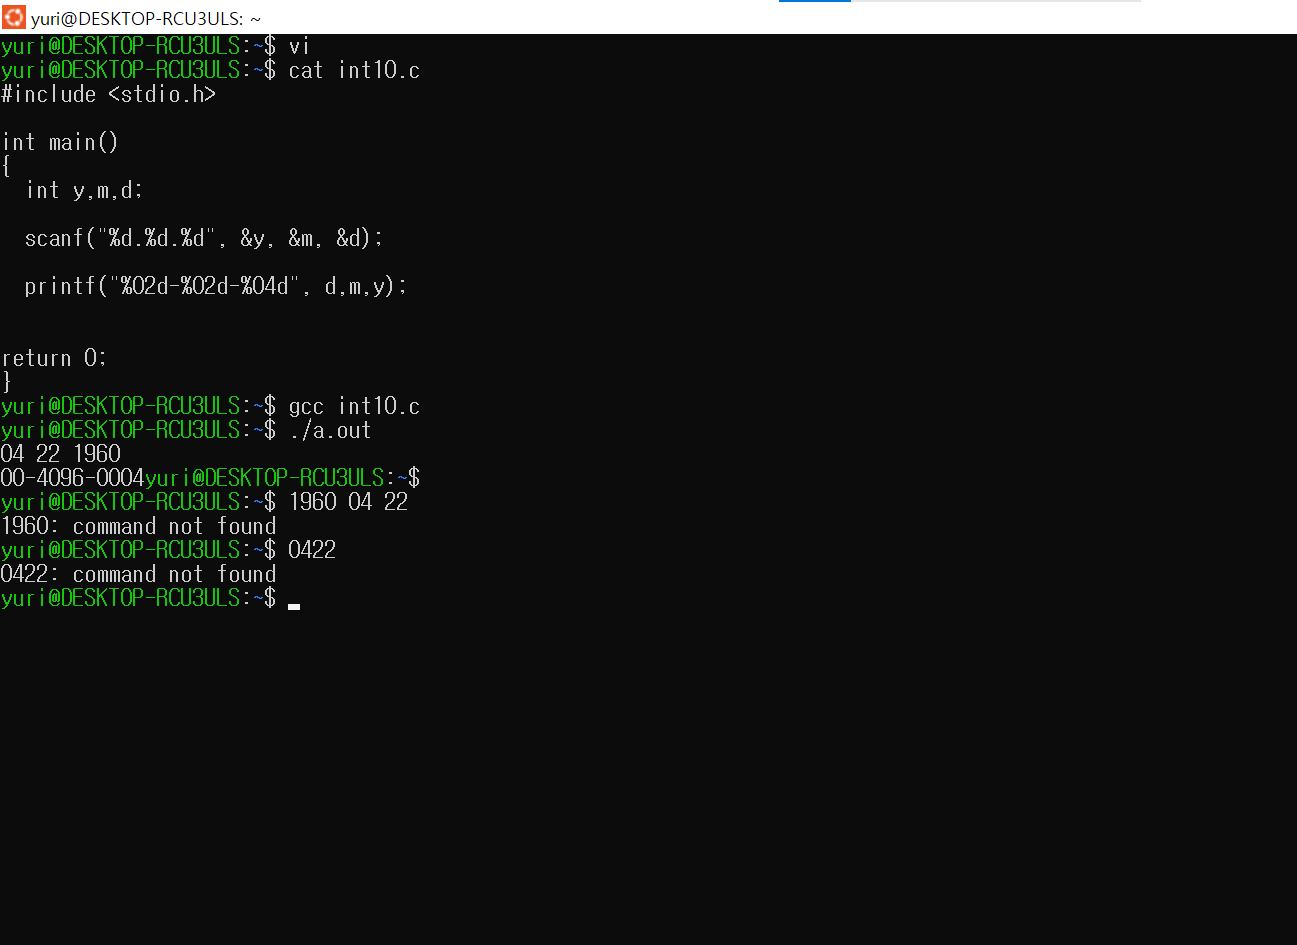 yuri@DESKTOP-RCU3ULS: ~
yuri@DESKTOP-RCU3ULS:~$ vi
yuri@DESKTOP-RCU3ULS:~$ cat int10.c
#include <stdio.h>
int main()
{
int y,m,d;
scanf("%d.%d.%d", &y, &m, &d);
printf("%02d-%02d-%04d", d,m,y);
return 0;
}
yuri@DESKTOP-RCU3ULS:~$ gcc int10.c
yuri@DESKTOP-RCU3ULS:~$ ./a.out
04 22 1960
00-4096-0004yuri@DESKTOP-RCU3ULS:~$
yuri@DESKTOP-RCU3ULS:~$ 1960 04 22
1960: command not found
yuri@DESKTOP-RCU3ULS:~$ 0422
0422: command not found
yuri@DESKTOP-RCU3ULS:~$